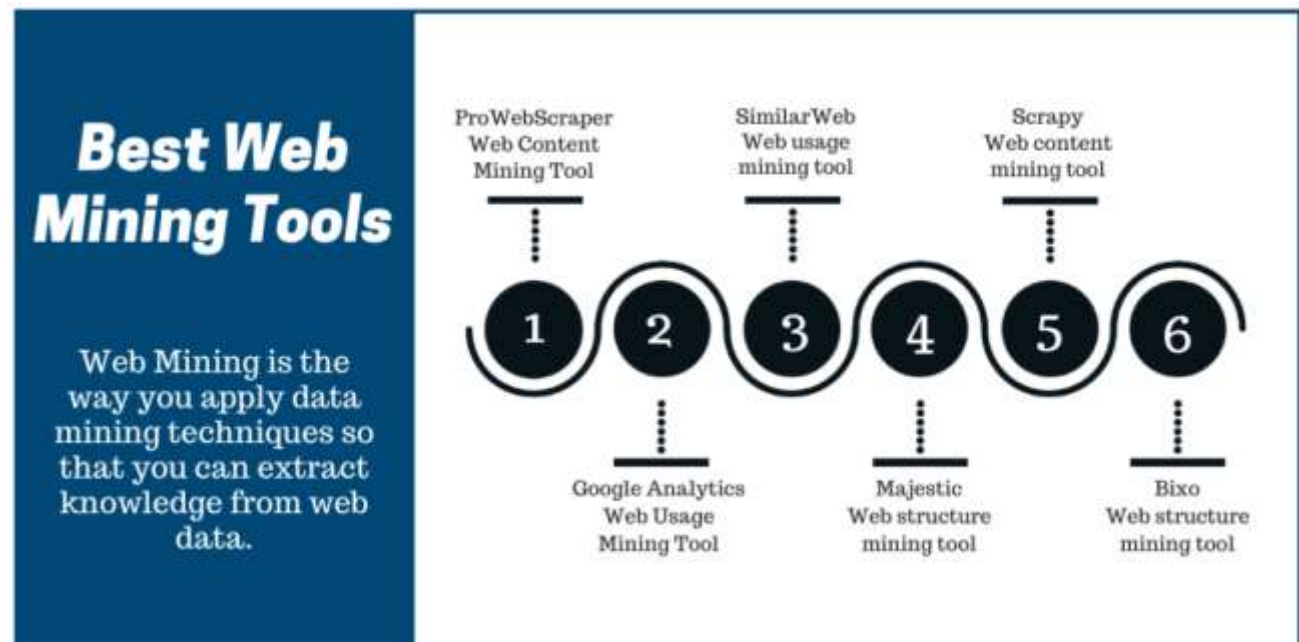 Best Web
Mining Tools
Web Mining is the
way you apply data
mining techniques so
that you can extract
knowledge from web
data.
ProWebScraper
Web Content
Mining Tool
SimilarWeb
Web usage
mining tool
Scrapy
Web content
mining tool
1
2
3
4
5
6
Google Analytics
Web Usage
Mining Tool
Majestic
Web structure
mining tool
Bixo
Web structure
mining tool